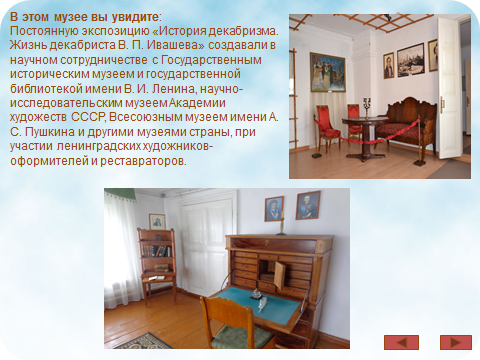 В этом музее вы увидите:
Постоянную экспозицию «История декабризма.
Жизнь декабриста В. П. Ивашева» создавали в
научном сотрудничестве с Государственным
историческим музеем и государственной
библиотекой имени В. И. Ленина, научно-
исследовательским музеем Академии
художеств СССР, Всесоюзным музеем имени А.
С. Пушкина и другими музеями страны, при
участии ленинградских художников-
оформителей и реставраторов.